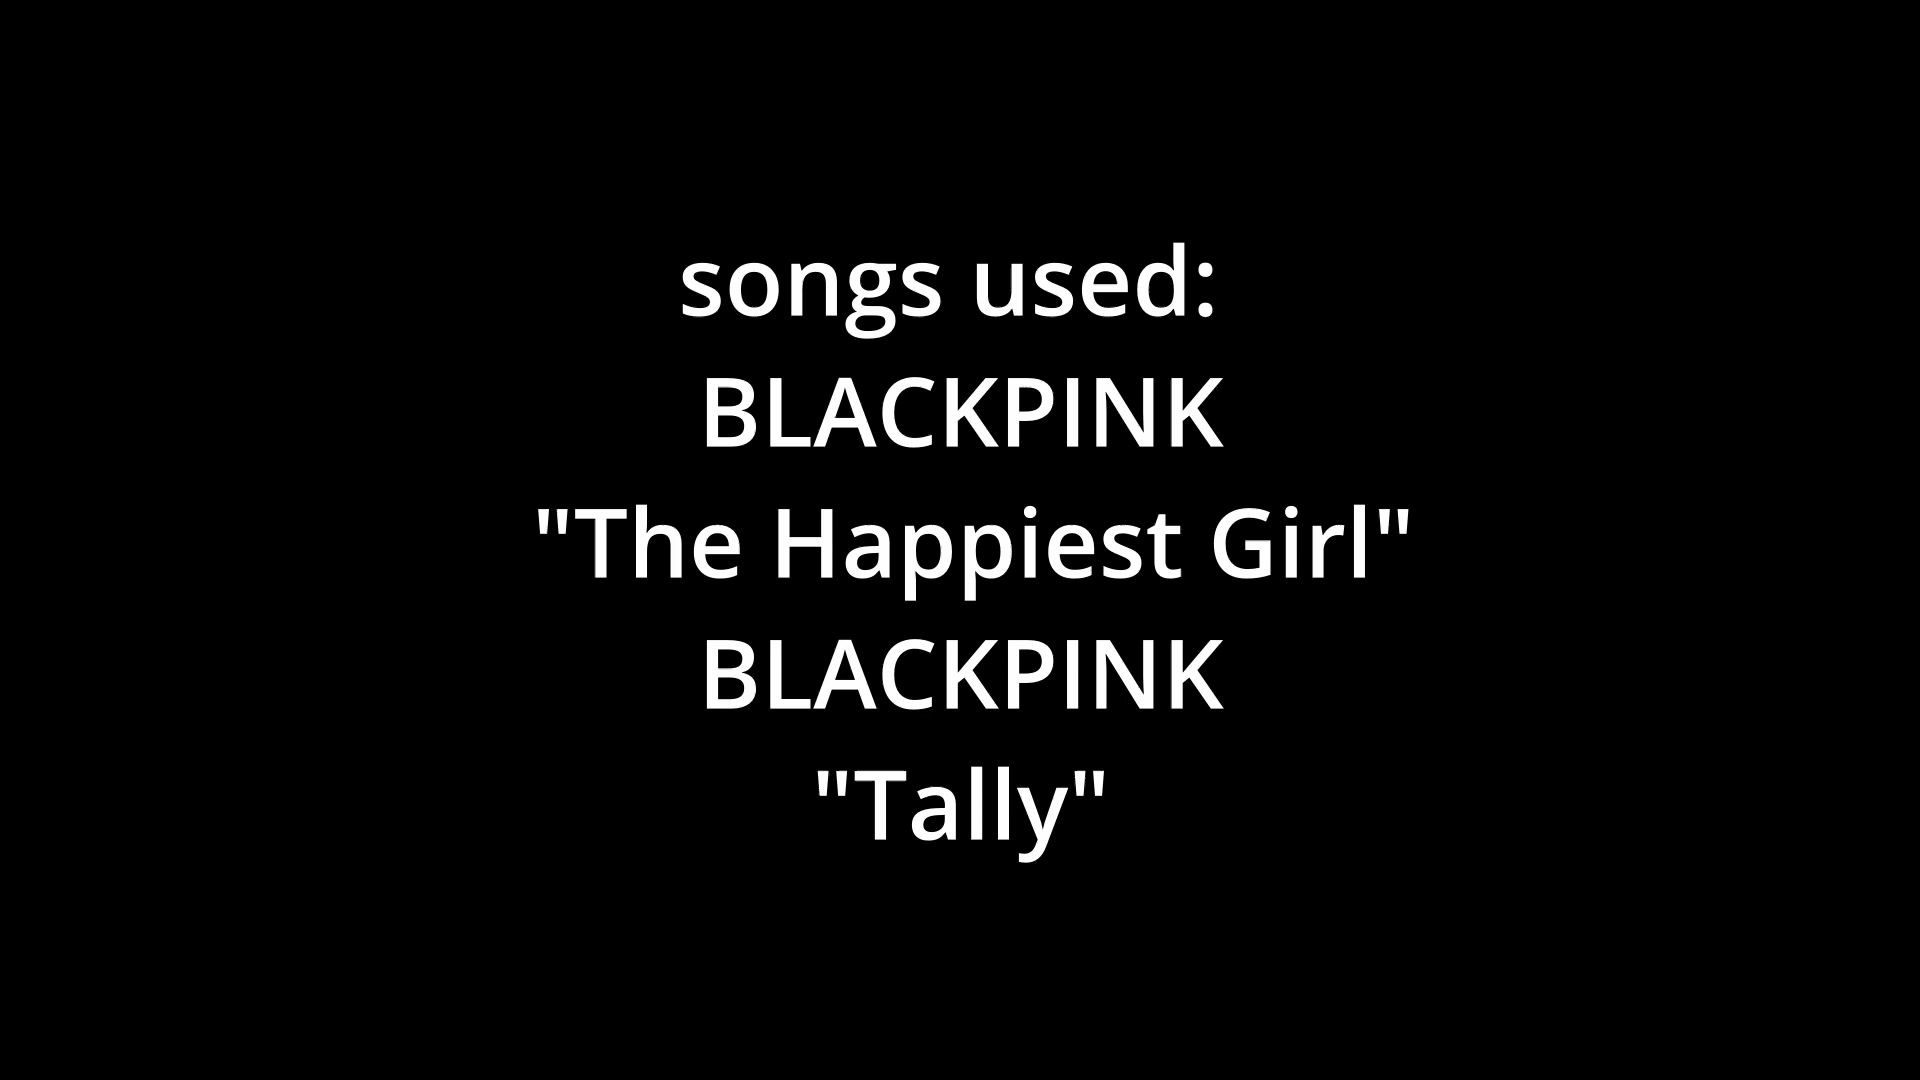 songs used:
BLACKPINK
"The Happiest Girl"
BLACKPINK
"Tally"